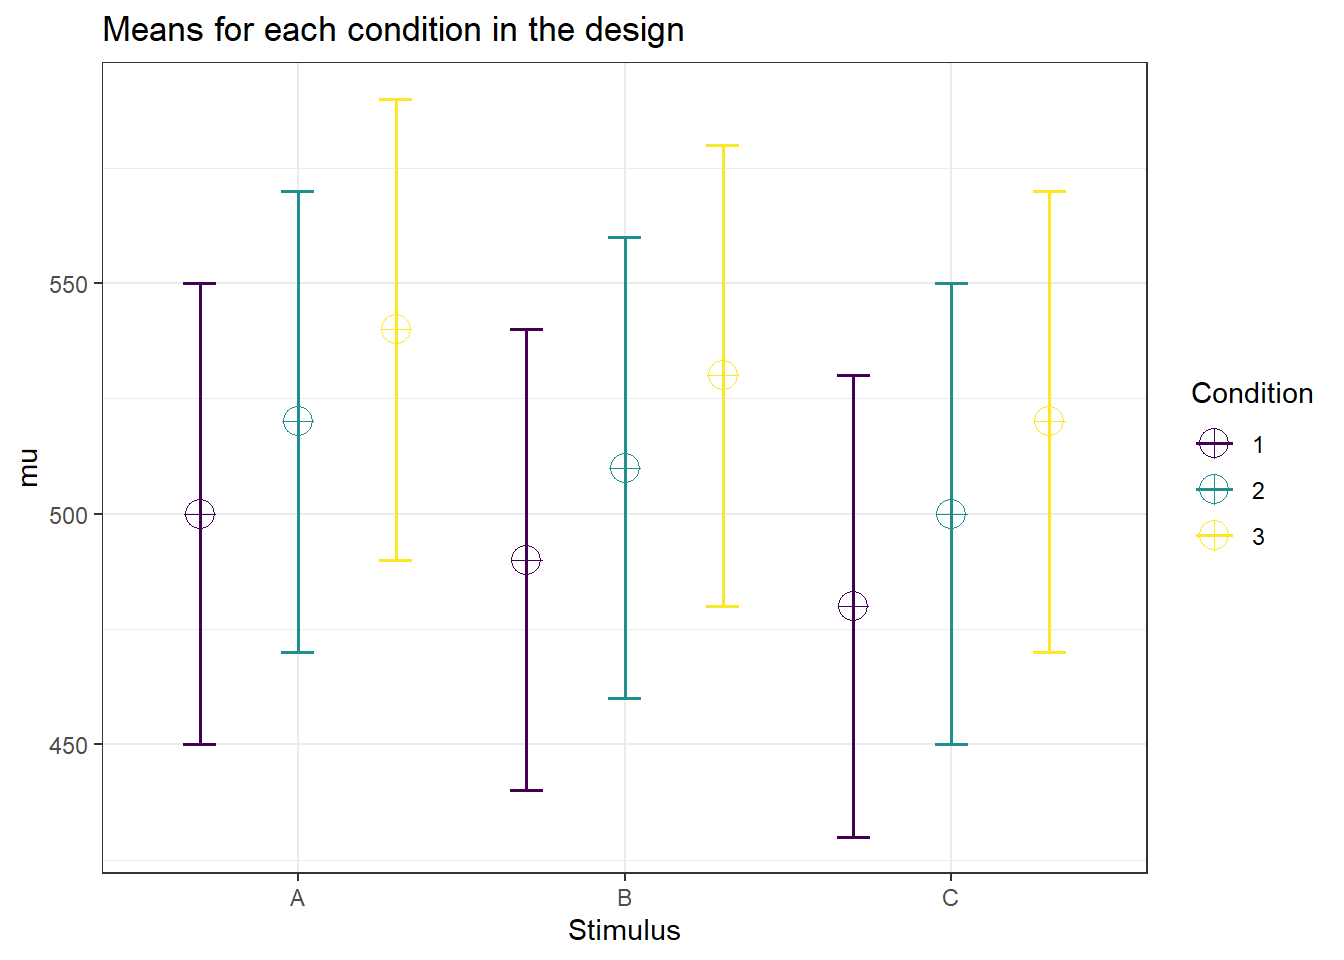 Means for each condition in the design
550
500
450
mu
A
B
C
Stimulus
Condition
1
2
3